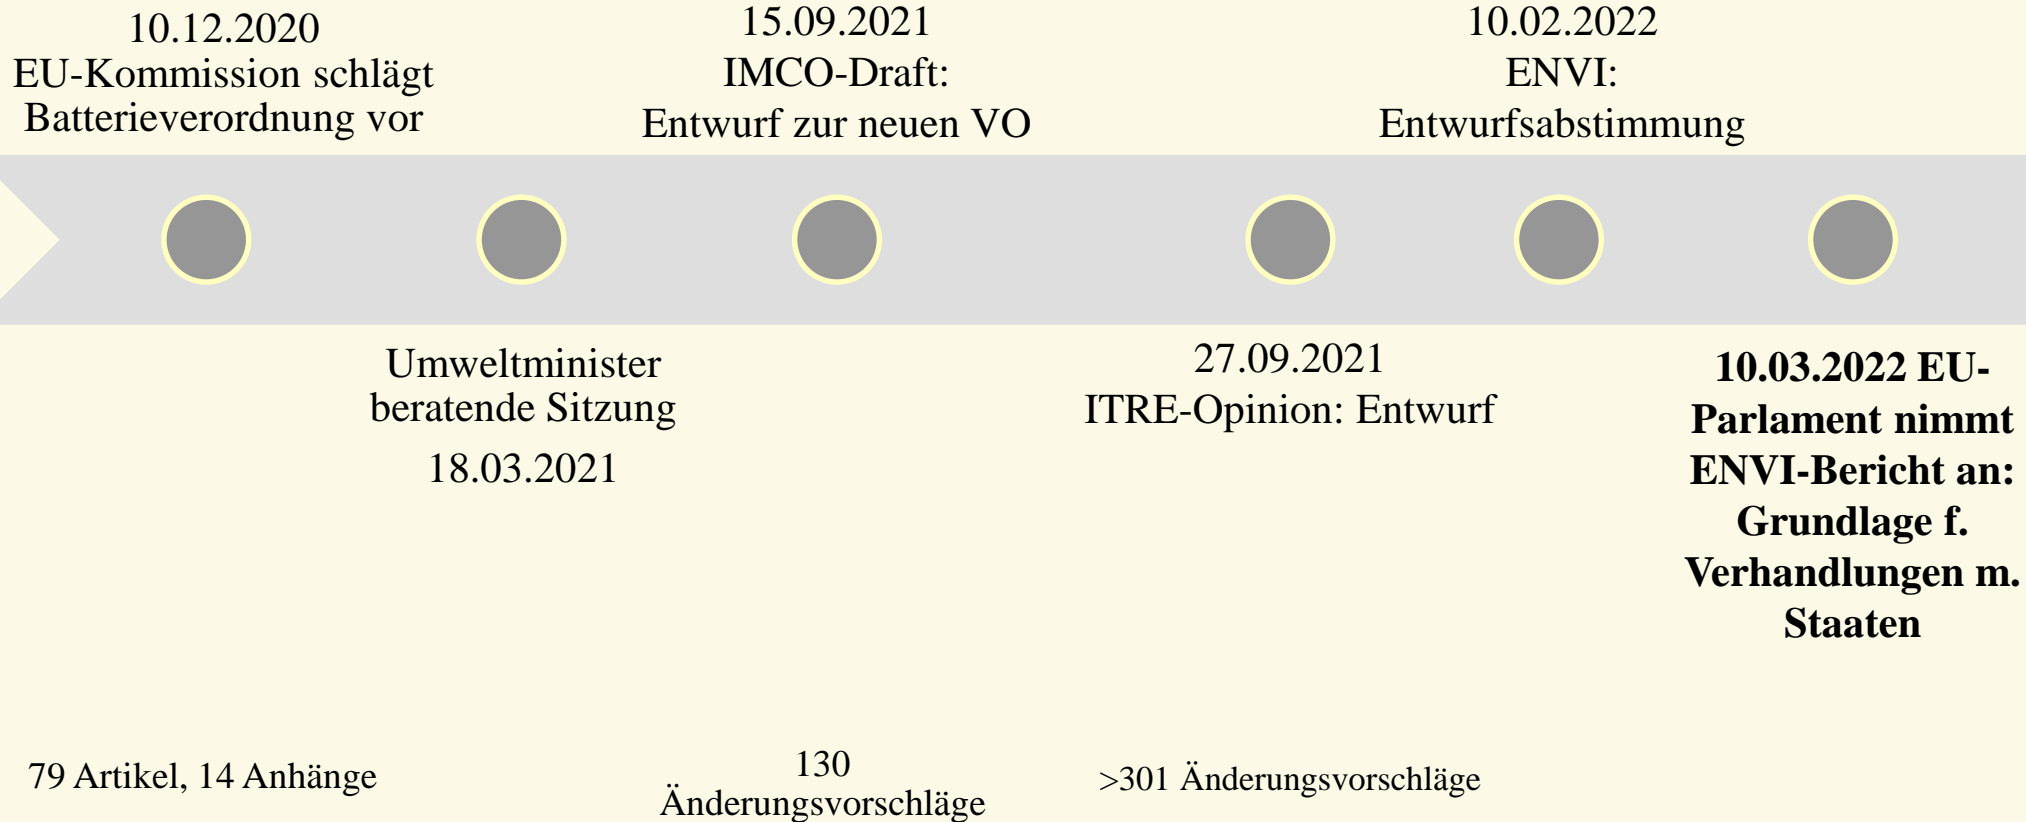 10.12.2020
EU-Kommission schlägt
Batterieverordnung vor
15.09.2021
IMCO-Draft:
Entwurf zur neuen VO
10.02.2022
ENVI:
Entwurfsabstimmung
Umweltminister
beratende Sitzung
18.03.2021
27.09.2021
ITRE-Opinion: Entwurf
10.03.2022 EU-
Parlament nimmt
ENVI-Bericht an:
Grundlage f.
Verhandlungen m.
Staaten
79 Artikel, 14 Anhänge
130
Änderungsvorschläge
>301 Änderungsvorschläge